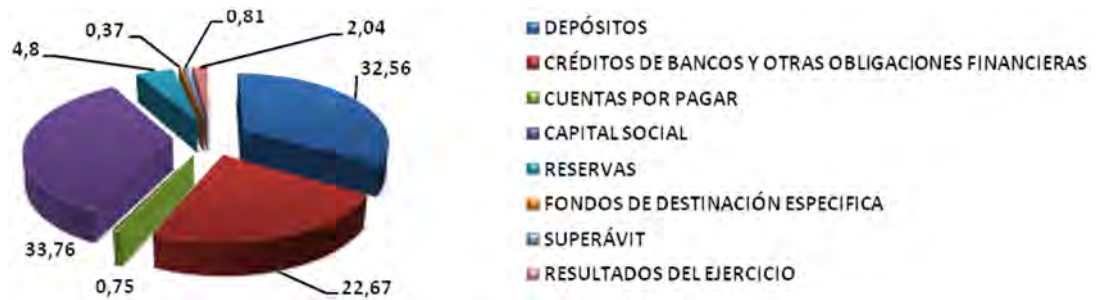 0,81
0,37
2,04
4,8
32,56
33,76
0,75
22,67
DEPÓSITOS
CRÉDITOS DE BANCOS Y OTRAS OBLIGACIONES FINANCIERAS
CUENTAS POR PAGAR
CAPITAL SOCIAL
RESERVAS
FONDOS DE DESTINACIÓN ESPECIFICA
SUPERÁVIT
RESULTADOS DEL EJERCICIO